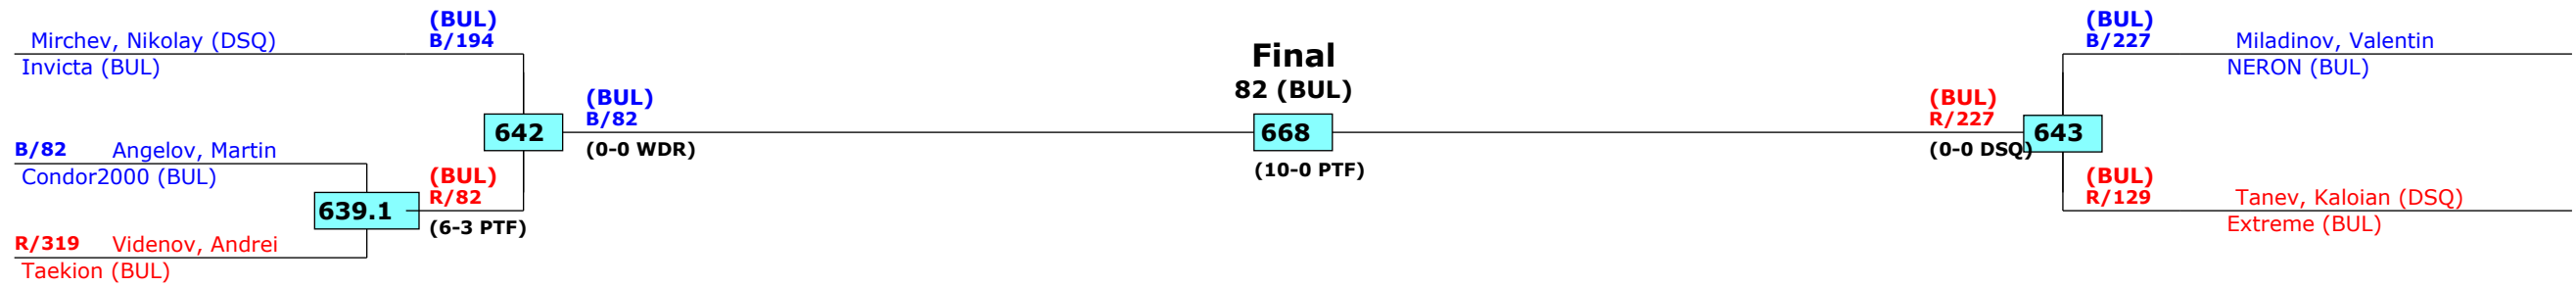 (BUL)
B/194
Mirchev, Nikolay (DSQ)
Invicta (BUL)
642
(BUL)
B/82
(0-0 WDR)
B/82 Angelov, Martin
Condor2000 (BUL)
(BUL)
R/82
639.1
(6-3 PTF)
R/319 Videnov, Andrei
Taekion (BUL)
Final
82 (BUL)
668
(10-0 PTF)
(BUL)
B/227 Miladinov, Valentin
NERON (BUL)
(BUL)
R/227
643
(0-0 DSQ)
(BUL)
R/129 Tanev, Kaloian (DSQ)
Extreme (BUL)